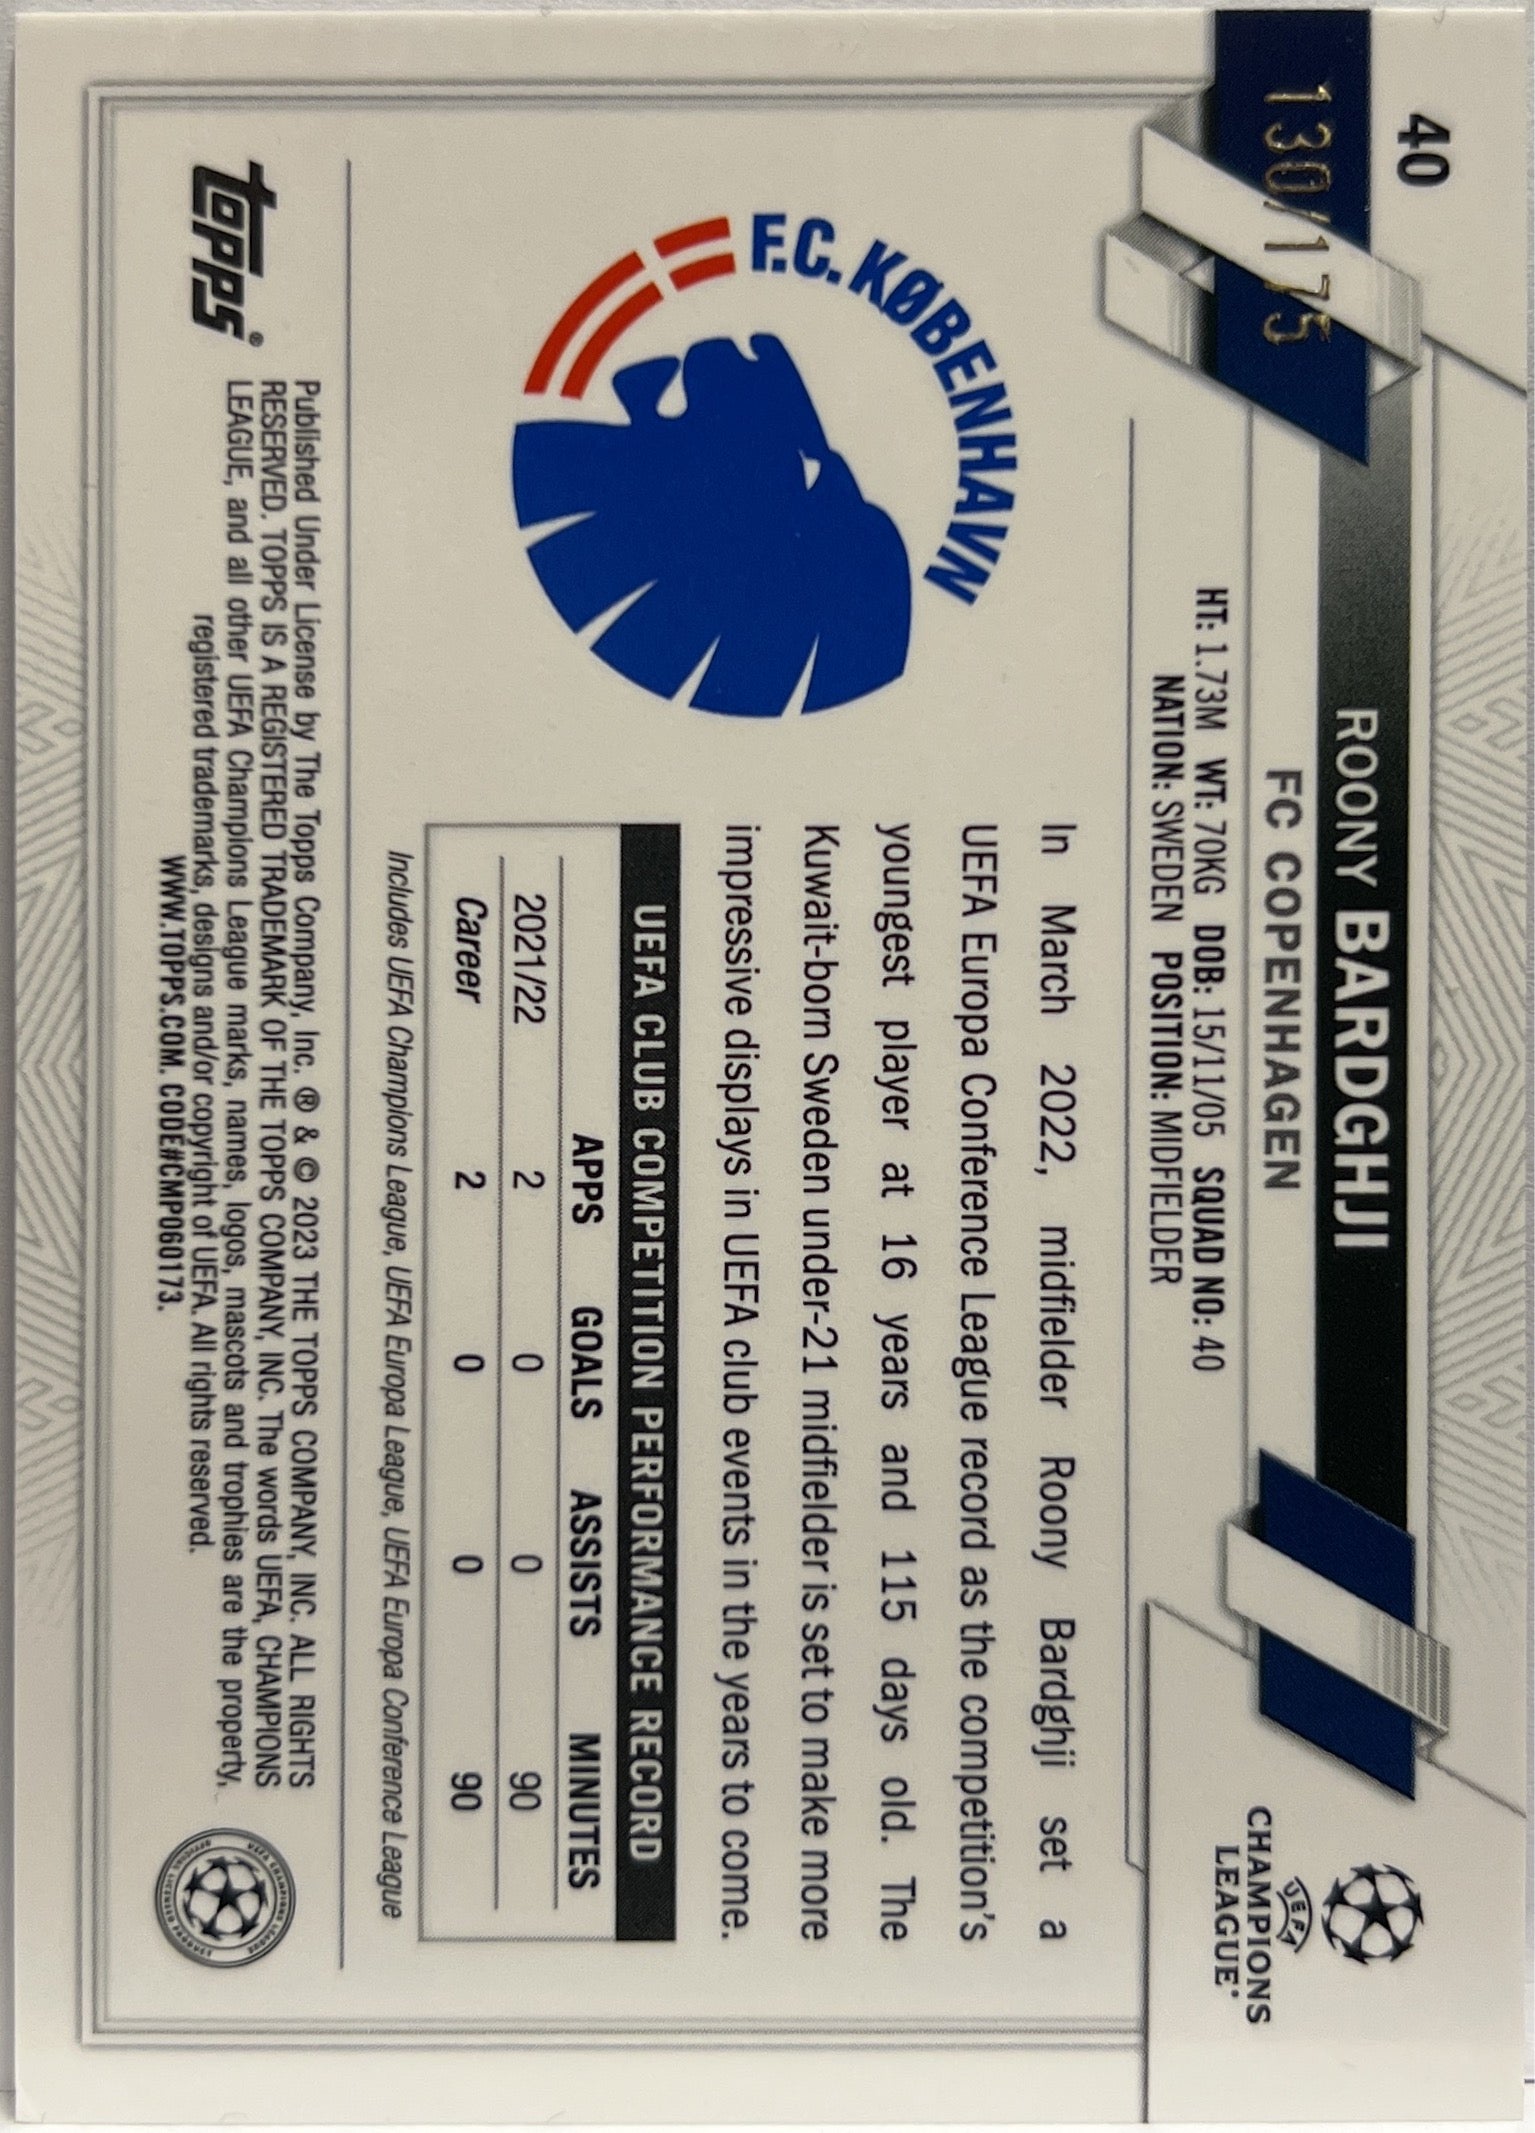 40
130/175
ROONY BARDGHJI
FC COPENHAGEN
HT: 1.73M WT: 70KG DOB: 15/11/05 SQUAD NO: 40
NATION: SWEDEN POSITION: MIDFIELDER
UEFA
CHAMPIONS
LEAGUE
F.C. KØBENHAVN
In March 2022, midfielder Roony Bardghji set a
UEFA Europa Conference League record as the competition's
youngest player at 16 years and 115 days old. The
Kuwait-born Sweden under-21 midfielder is set to make more
impressive displays in UEFA club events in the years to come.
UEFA CLUB COMPETITION PERFORMANCE RECORD
APPS GOALS ASSISTS MINUTES
2021/22 2 0 0 90
Career 2 0 0 90
Includes UEFA Champions League, UEFA Europa League, UEFA Europa Conference League
topps®
Published Under License by The Topps Company, Inc. ® & © 2023 THE TOPPS COMPANY, INC. ALL RIGHTS
RESERVED. TOPPS IS A REGISTERED TRADEMARK OF THE TOPPS COMPANY, INC. The words UEFA, CHAMPIONS
LEAGUE, and all other UEFA Champions League marks, names, logos, mascots and trophies are the property,
registered trademarks, designs and/or copyright of UEFA. All rights reserved.
WWW.TOPPS.COM. CODE#CMP060173.